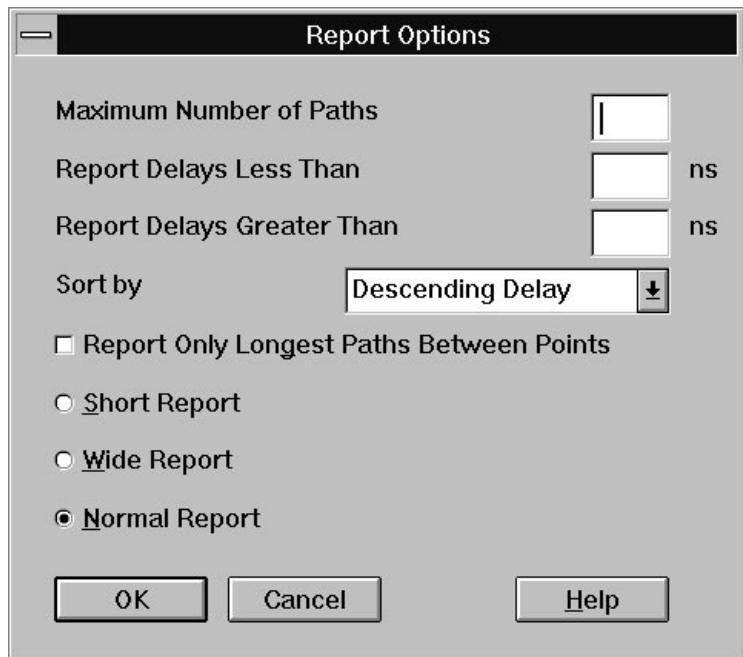 Report Options
Maximum Number of Paths
Report Delays Less Than ns
Report Delays Greater Than ns
Sort by Descending Delay
Report Only Longest Paths Between Points
Short Report
Wide Report
Normal Report
OK Cancel Help